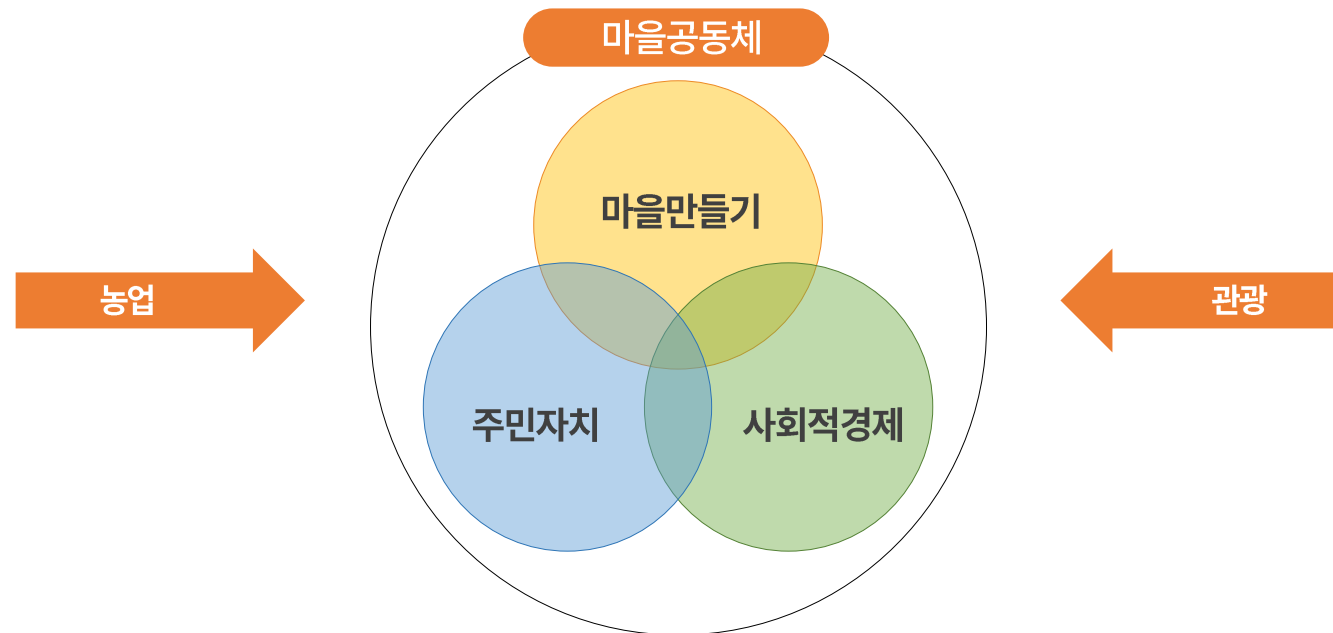 마을공동체
마을만들기
농업
관광
주민자치
사회적경제